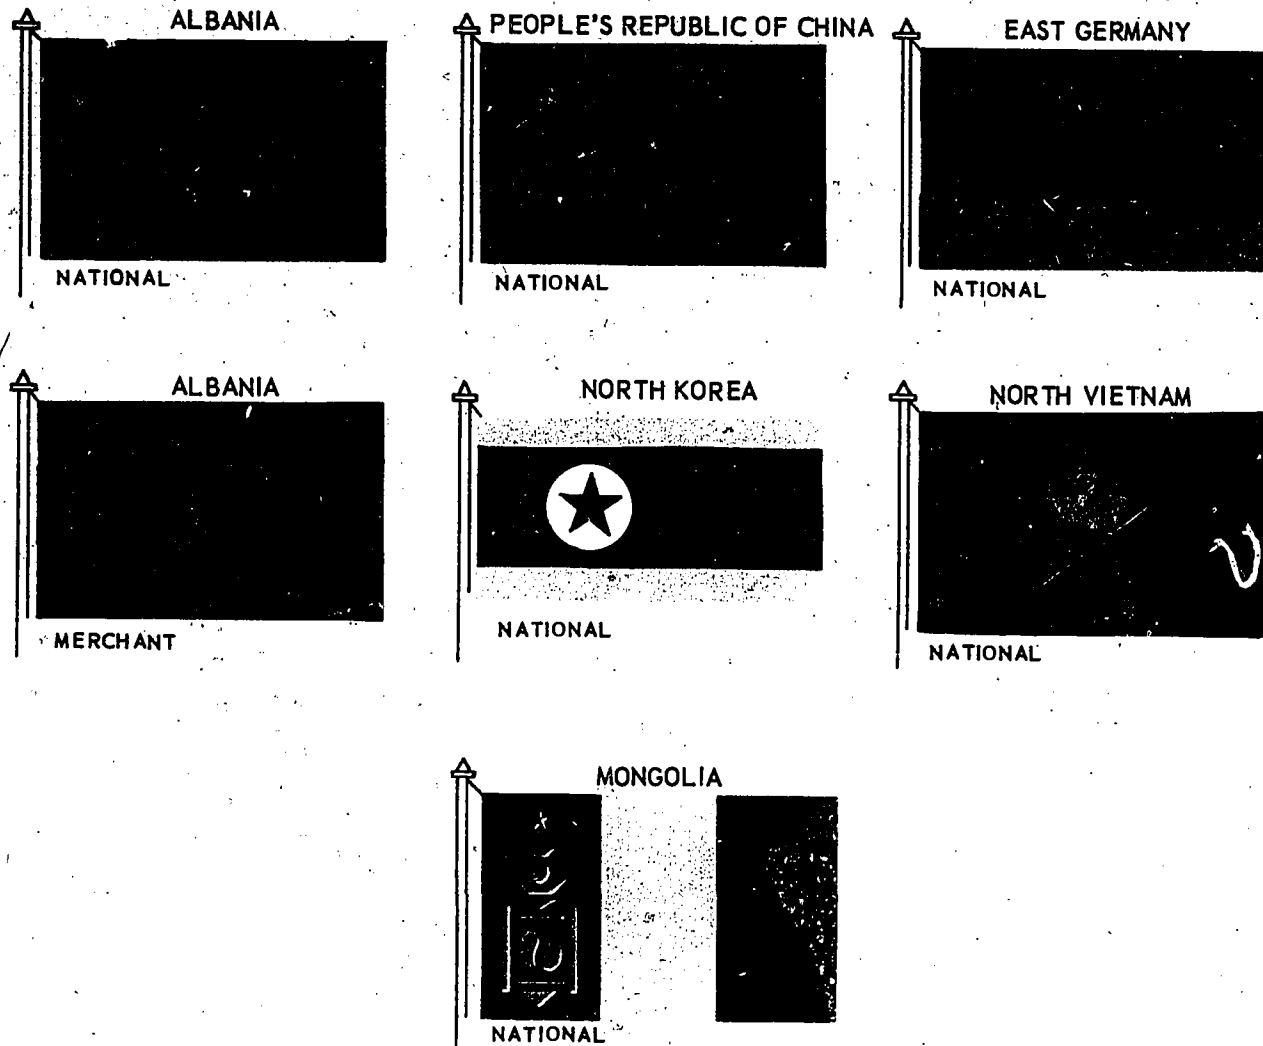 ALBANIA
NATIONAL
PEOPLE'S REPUBLIC OF CHINA
NATIONAL
EAST GERMANY
NATIONAL
ALBANIA
MERCHANT
NORTH KOREA
NATIONAL
NORTH VIETNAM
NATIONAL
MONGOLIA
NATIONAL